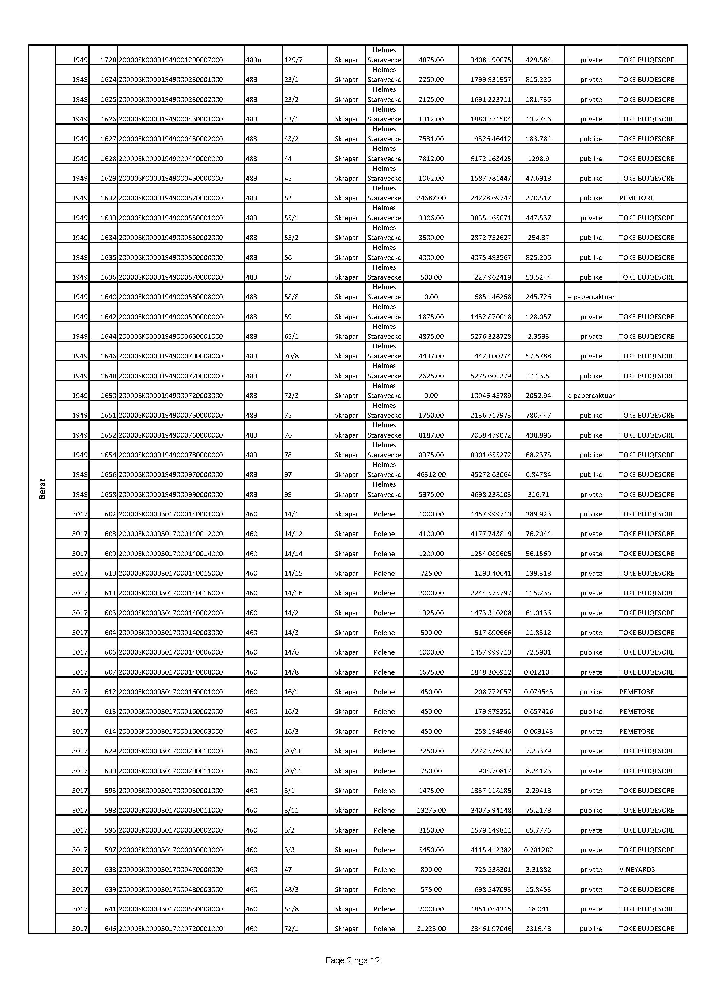 Berat
1949 1728 20000SK00001949001290007000 489n 129/7 Skrapar Helmes Staravecke 4875.00 3408.190075 429.584 private TOKE BUJQESORE
1949 1624 20000SK00001949000230001000 483 23/1 Skrapar Helmes Staravecke 2250.00 1799.931957 815.226 private TOKE BUJQESORE
1949 1625 20000SK00001949000230002000 483 23/2 Skrapar Helmes Staravecke 2125.00 1691.223711 181.736 private TOKE BUJQESORE
1949 1626 20000SK00001949000430001000 483 43/1 Skrapar Helmes Staravecke 1312.00 1880.771504 13.2746 private TOKE BUJQESORE
1949 1627 20000SK00001949000430002000 483 43/2 Skrapar Helmes Staravecke 7531.00 9326.46412 183.784 publike TOKE BUJQESORE
1949 1628 20000SK00001949000440000000 483 44 Skrapar Helmes Staravecke 7812.00 6172.163425 1298.9 publike TOKE BUJQESORE
1949 1629 20000SK00001949000450000000 483 45 Skrapar Helmes Staravecke 1062.00 1587.781447 47.6918 publike TOKE BUJQESORE
1949 1632 20000SK00001949000520000000 483 52 Skrapar Helmes Staravecke 24687.00 24228.69747 270.517 publike PEMETORE
1949 1633 20000SK00001949000550001000 483 55/1 Skrapar Helmes Staravecke 3906.00 3835.165071 447.537 private TOKE BUJQESORE
1949 1634 20000SK00001949000550002000 483 55/2 Skrapar Helmes Staravecke 3500.00 2872.752627 254.37 publike TOKE BUJQESORE
1949 1635 20000SK00001949000560000000 483 56 Skrapar Helmes Staravecke 4000.00 4075.493567 825.206 publike TOKE BUJQESORE
1949 1636 20000SK00001949000570000000 483 57 Skrapar Helmes Staravecke 500.00 227.962419 53.5244 publike TOKE BUJQESORE
1949 1640 20000SK00001949000580008000 483 58/8 Skrapar Helmes Staravecke 0.00 685.146268 245.726 e papercaktuar
1949 1642 20000SK00001949000590000000 483 59 Skrapar Helmes Staravecke 1875.00 1432.870018 128.057 private TOKE BUJQESORE
1949 1644 20000SK00001949000650001000 483 65/1 Skrapar Helmes Staravecke 4875.00 5276.328728 2.3533 private TOKE BUJQESORE
1949 1646 20000SK00001949000700008000 483 70/8 Skrapar Helmes Staravecke 4437.00 4420.00274 57.5788 private TOKE BUJQESORE
1949 1648 20000SK00001949000720000000 483 72 Skrapar Helmes Staravecke 2625.00 5275.601279 1113.5 publike TOKE BUJQESORE
1949 1650 20000SK00001949000720003000 483 72/3 Skrapar Helmes Staravecke 0.00 10046.45789 2052.94 e papercaktuar
1949 1651 20000SK00001949000750000000 483 75 Skrapar Helmes Staravecke 1750.00 2136.717973 780.447 publike TOKE BUJQESORE
1949 1652 20000SK00001949000760000000 483 76 Skrapar Helmes Staravecke 8187.00 7038.479072 438.896 publike TOKE BUJQESORE
1949 1654 20000SK00001949000780000000 483 78 Skrapar Helmes Staravecke 8375.00 8901.655272 68.2375 publike TOKE BUJQESORE
1949 1656 20000SK00001949000970000000 483 97 Skrapar Helmes Staravecke 46312.00 45272.63064 6.84784 publike TOKE BUJQESORE
1949 1658 20000SK00001949000990000000 483 99 Skrapar Helmes Staravecke 5375.00 4698.238103 316.71 private TOKE BUJQESORE
3017 602 20000SK00003017000140001000 460 14/1 Skrapar Polene 1000.00 1457.999713 389.923 publike TOKE BUJQESORE
3017 608 20000SK00003017000140012000 460 14/12 Skrapar Polene 4100.00 4177.743819 76.2044 private TOKE BUJQESORE
3017 609 20000SK00003017000140014000 460 14/14 Skrapar Polene 1200.00 1254.089605 56.1569 private TOKE BUJQESORE
3017 610 20000SK00003017000140015000 460 14/15 Skrapar Polene 725.00 1290.40641 139.318 private TOKE BUJQESORE
3017 611 20000SK00003017000140016000 460 14/16 Skrapar Polene 2000.00 2244.575797 115.235 private TOKE BUJQESORE
3017 603 20000SK00003017000140002000 460 14/2 Skrapar Polene 1325.00 1473.310208 61.0136 private TOKE BUJQESORE
3017 604 20000SK00003017000140003000 460 14/3 Skrapar Polene 500.00 517.890666 11.8312 private TOKE BUJQESORE
3017 606 20000SK00003017000140006000 460 14/6 Skrapar Polene 1000.00 1457.999713 72.5901 publike TOKE BUJQESORE
3017 607 20000SK00003017000140008000 460 14/8 Skrapar Polene 1675.00 1848.306912 0.012104 private TOKE BUJQESORE
3017 612 20000SK00003017000160001000 460 16/1 Skrapar Polene 450.00 208.772057 0.079543 publike PEMETORE
3017 613 20000SK00003017000160002000 460 16/2 Skrapar Polene 450.00 179.979252 0.657426 publike PEMETORE
3017 614 20000SK00003017000160003000 460 16/3 Skrapar Polene 450.00 258.194946 0.003143 private PEMETORE
3017 629 20000SK00003017000200010000 460 20/10 Skrapar Polene 2250.00 2272.526932 7.23379 private TOKE BUJQESORE
3017 630 20000SK00003017000200011000 460 20/11 Skrapar Polene 750.00 904.70817 8.24126 private TOKE BUJQESORE
3017 595 20000SK00003017000030001000 460 3/1 Skrapar Polene 1475.00 1337.118185 2.29418 private TOKE BUJQESORE
3017 598 20000SK00003017000030011000 460 3/11 Skrapar Polene 13275.00 34075.94148 75.2178 publike TOKE BUJQESORE
3017 596 20000SK00003017000030002000 460 3/2 Skrapar Polene 3150.00 1579.149811 65.7776 private TOKE BUJQESORE
3017 597 20000SK00003017000030003000 460 3/3 Skrapar Polene 5450.00 4115.412382 0.281282 private TOKE BUJQESORE
3017 638 20000SK00003017000470000000 460 47 Skrapar Polene 800.00 725.538301 3.31882 private VINEYARDS
3017 639 20000SK00003017000480003000 460 48/3 Skrapar Polene 575.00 698.547093 15.8453 private TOKE BUJQESORE
3017 641 20000SK00003017000550008000 460 55/8 Skrapar Polene 2000.00 1851.054315 18.041 private TOKE BUJQESORE
3017 646 20000SK00003017000720001000 460 72/1 Skrapar Polene 31225.00 33461.97046 3316.48 publike TOKE BUJQESORE
Faqe 2 nga 12